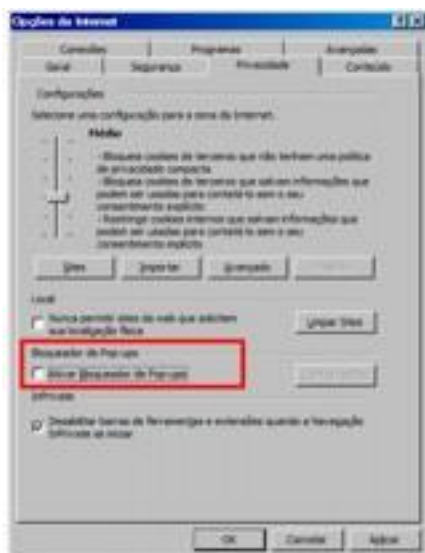 Opções da Internet
Conexões Programas Avançadas
Geral Segurança Privacidade Conteúdo
Configurações
Selecione uma configuração para a zona da Internet.
Médio
- Bloqueia cookies de terceiros que não tenham uma política
de privacidade compacta
- Bloqueia cookies de terceiros que salvam informações que
podem ser usadas para contatá-lo sem o seu
consentimento explícito
- Restringe cookies internos que salvam informações que
podem ser usadas para contatá-lo sem o seu
consentimento explícito
Sites Importar Avançado
Local
Nunca permitir sites da web que solicitem
sua localização física
Limpar Sites
Bloqueador de Pop-ups
Ativar Bloqueador de Pop-ups
InPrivate
Desabilitar barras de ferramentas e extensões quando a Navegação
InPrivate se iniciar
OK Cancelar Aplicar